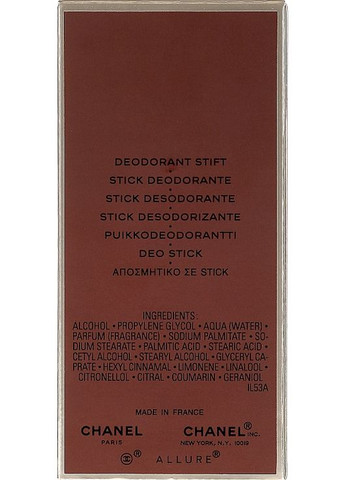 DEODORANT STIFT
STICK DEODORANTE
STICK DESODORANTE
STICK DESODORIZANTE
PUIKKODEODORANTTI
DEO STICK
ΑΠΟΣΜΗΤΙΚΟ ΣΕ STICK
INGREDIENTS:
ALCOHOL • PROPYLENE GLYCOL • AQUA (WATER) •
PARFUM (FRAGRANCE) • SODIUM PALMITATE • SO-
DIUM STEARATE • PALMITIC ACID • STEARIC ACID •
CETYL ALCOHOL • STEARYL ALCOHOL • GLYCERYL CA-
PRATE • HEXYL CINNAMAL • LIMONENE • LINALOOL •
CITRONELLOL • CITRAL • COUMARIN • GERANIOL
IL53A
MADE IN FRANCE
CHANEL CHANEL® INC.
PARIS NEW YORK, N.Y. 10019
ALLURE®